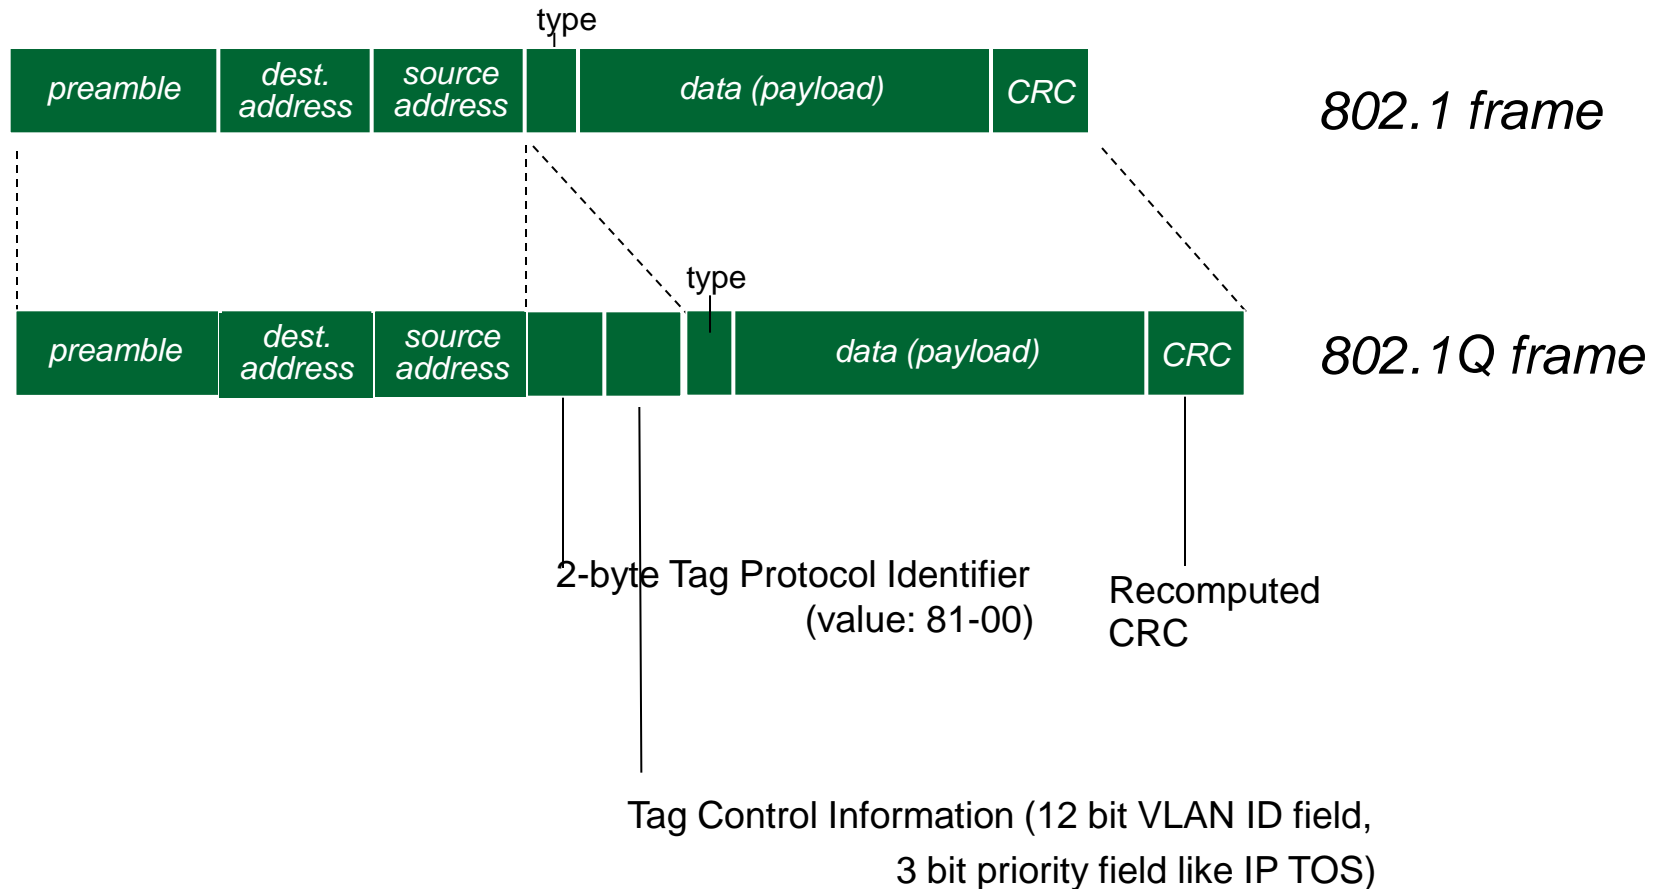 type
preamble
dest.
address
source
address
data (payload)
CRC
802.1 frame
type
preamble
dest.
address
source
address
data (payload)
CRC
802.1Q frame
2-byte Tag Protocol Identifier
(value: 81-00)
Recomputed
CRC
Tag Control Information (12 bit VLAN ID field,
3 bit priority field like IP TOS)